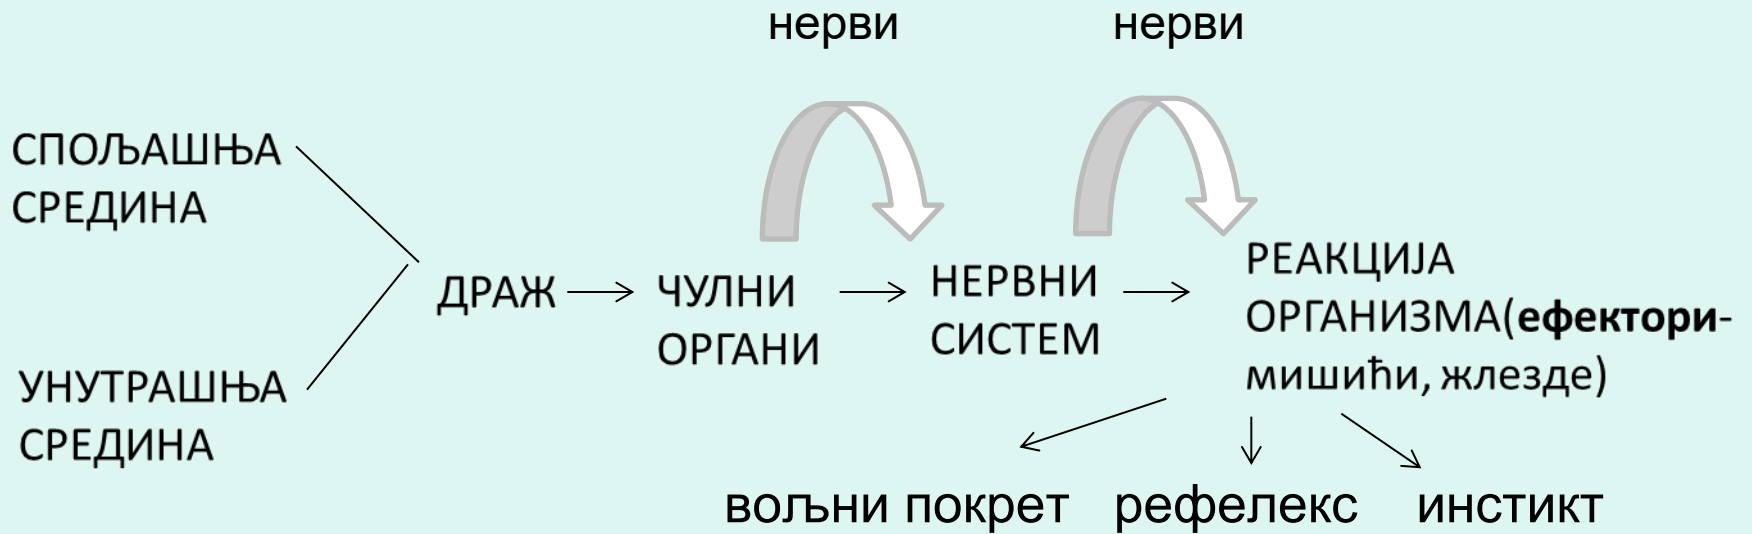 нерви
нерви
СПОЉАШЊА
СРЕДИНА
УНУТРАШЊА
СРЕДИНА
ДРАЖ
ЧУЛНИ
ОРГАНИ
НЕРВНИ
СИСТЕМ
РЕАКЦИЈА
ОРГАНИЗМА(ефектори-
мишићи, жлезде)
вољни покрет
рефелекс
инстикт